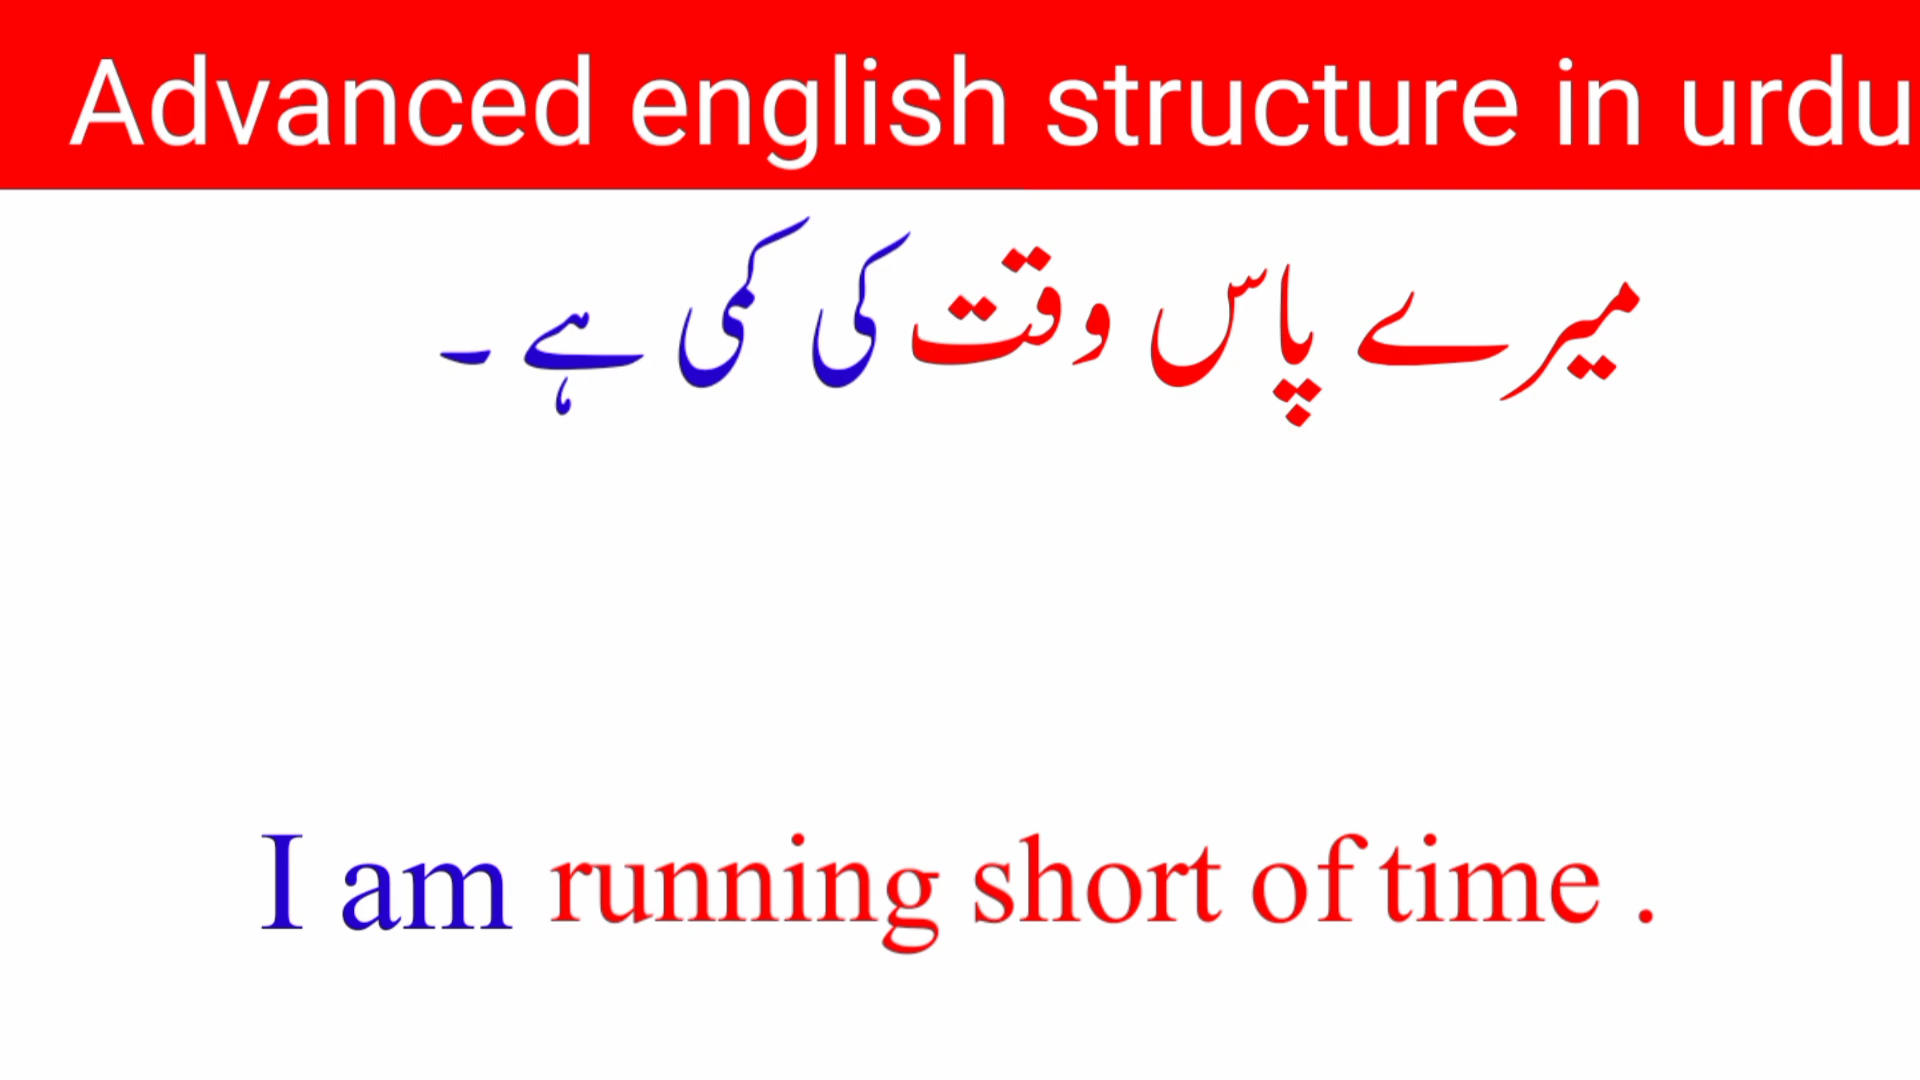 Advanced english structure in urdu
میرے پاس وقت کی کمی ہے ۔
I am running short of time .